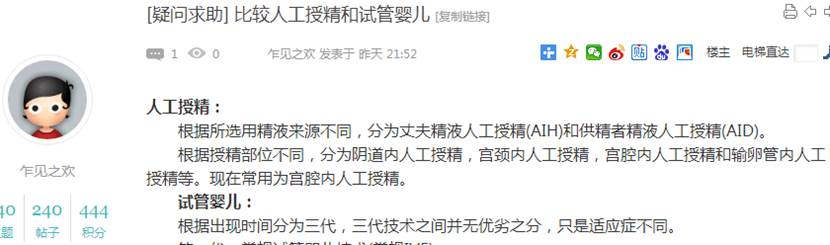 [疑问求助] 比较人工授精和试管婴儿 [复制链接]
1 0 乍见之欢 发表于 昨天 21:52 楼主 电梯直达
人工授精：
根据所选用精液来源不同，分为丈夫精液人工授精(AIH)和供精者精液人工授精(AID)。
根据授精部位不同，分为阴道内人工授精，宫颈内人工授精，宫腔内人工授精和输卵管内人工
授精等。现在常用为宫腔内人工授精。
试管婴儿：
根据出现时间分为三代，三代技术之间并无优劣之分，只是适应症不同。
乍见之欢
40 240 444
题 帖子 积分